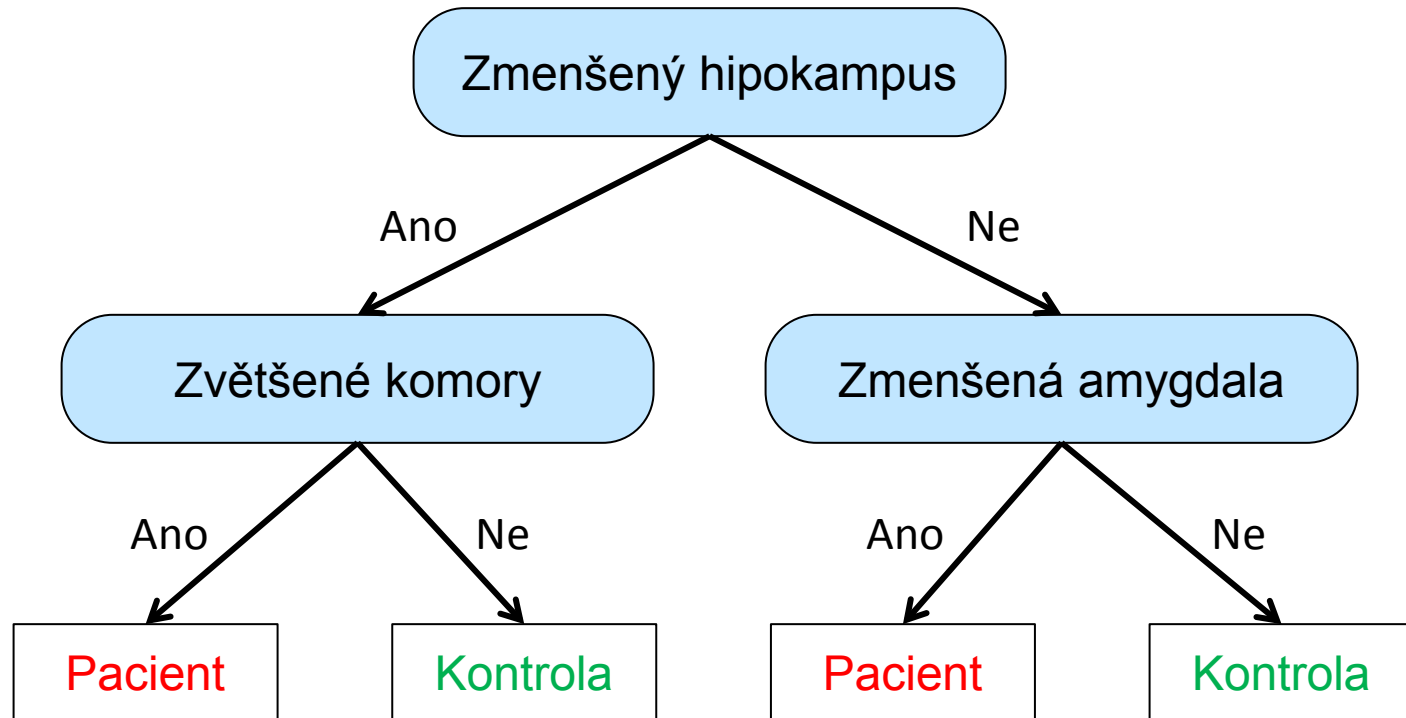 Zmenšený hipokampus
Ano
Ne
Zvětšené komory
Zmenšená amygdala
Ano
Ne
Ano
Ne
Pacient
Kontrola
Pacient
Kontrola